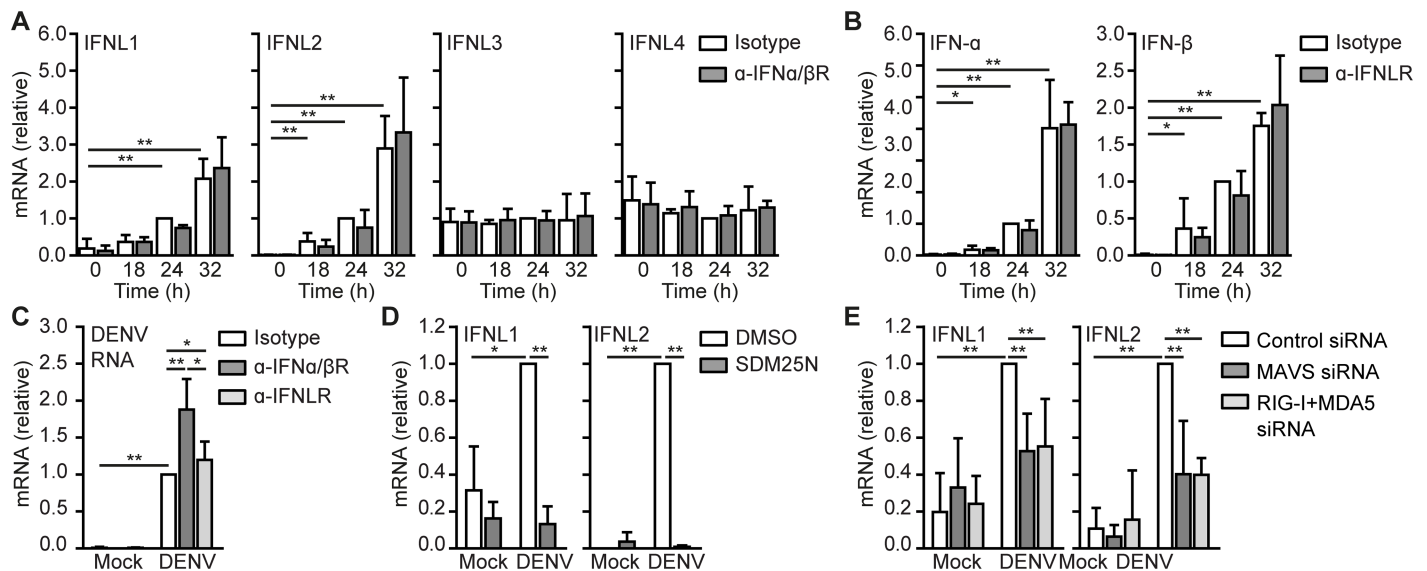 A
IFNL1
IFNL2
IFNL3
IFNL4
Isotype
α-IFNα/βR
mRNA (relative)
6.0
5.0
4.0
3.0
2.0
1.0
0.0
** 
**
**
**
**
0 18 24 32
0 18 24 32
0 18 24 32
0 18 24 32
Time (h)
Time (h)
Time (h)
Time (h)
B
IFN-α
IFN-β
Isotype
α-IFNLR
mRNA (relative)
6.0
5.0
4.0
4.0
3.0
2.0
1.0
0.0
3.0
2.5
2.0
1.5
1.0
0.5
0.0
**
**
*
**
**
*
0 18 24 32
0 18 24 32
Time (h)
Time (h)
C
DENV
RNA
Isotype
α-IFNα/βR
α-IFNLR
mRNA (relative)
3.0
2.5
2.0
1.5
1.0
0.5
0.0
*
** *
**
Mock DENV
D
IFNL1
IFNL2
DMSO
SDM25N
mRNA (relative)
1.2
1.0
0.8
0.6
0.4
0.2
0.0
* **
** **
Mock DENV
Mock DENV
E
IFNL1
IFNL2
Control siRNA
MAVS siRNA
RIG-I+MDA5
siRNA
mRNA (relative)
1.2
1.0
0.8
0.6
0.4
0.2
0.0
**
** **
**
** **
Mock DENV
Mock DENV